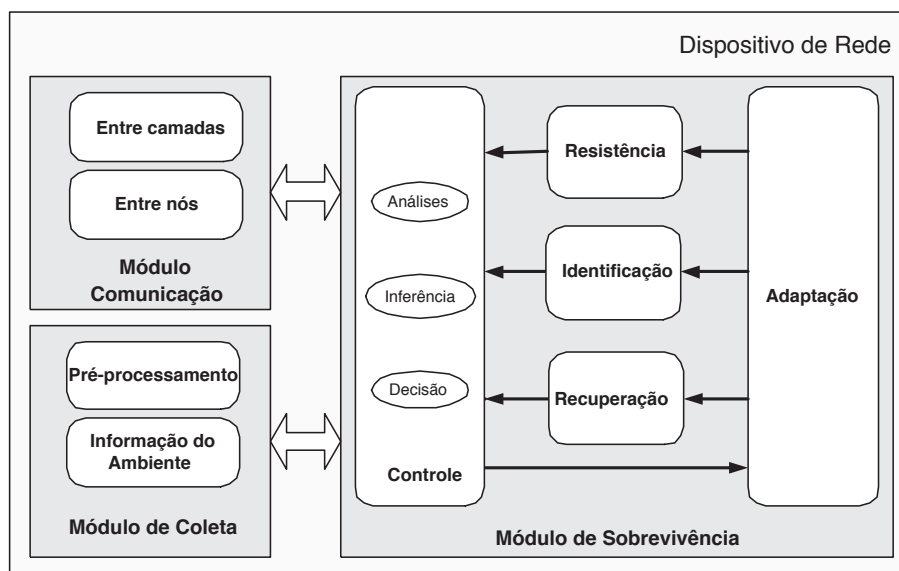 Dispositivo de Rede
Entre camadas
Entre nós
Módulo
Comunicação
Pré-processamento
Informação do
Ambiente
Módulo de Coleta
Análises
Inferência
Decisão
Controle
Resistência
Identificação
Recuperação
Adaptação
Módulo de Sobrevivência